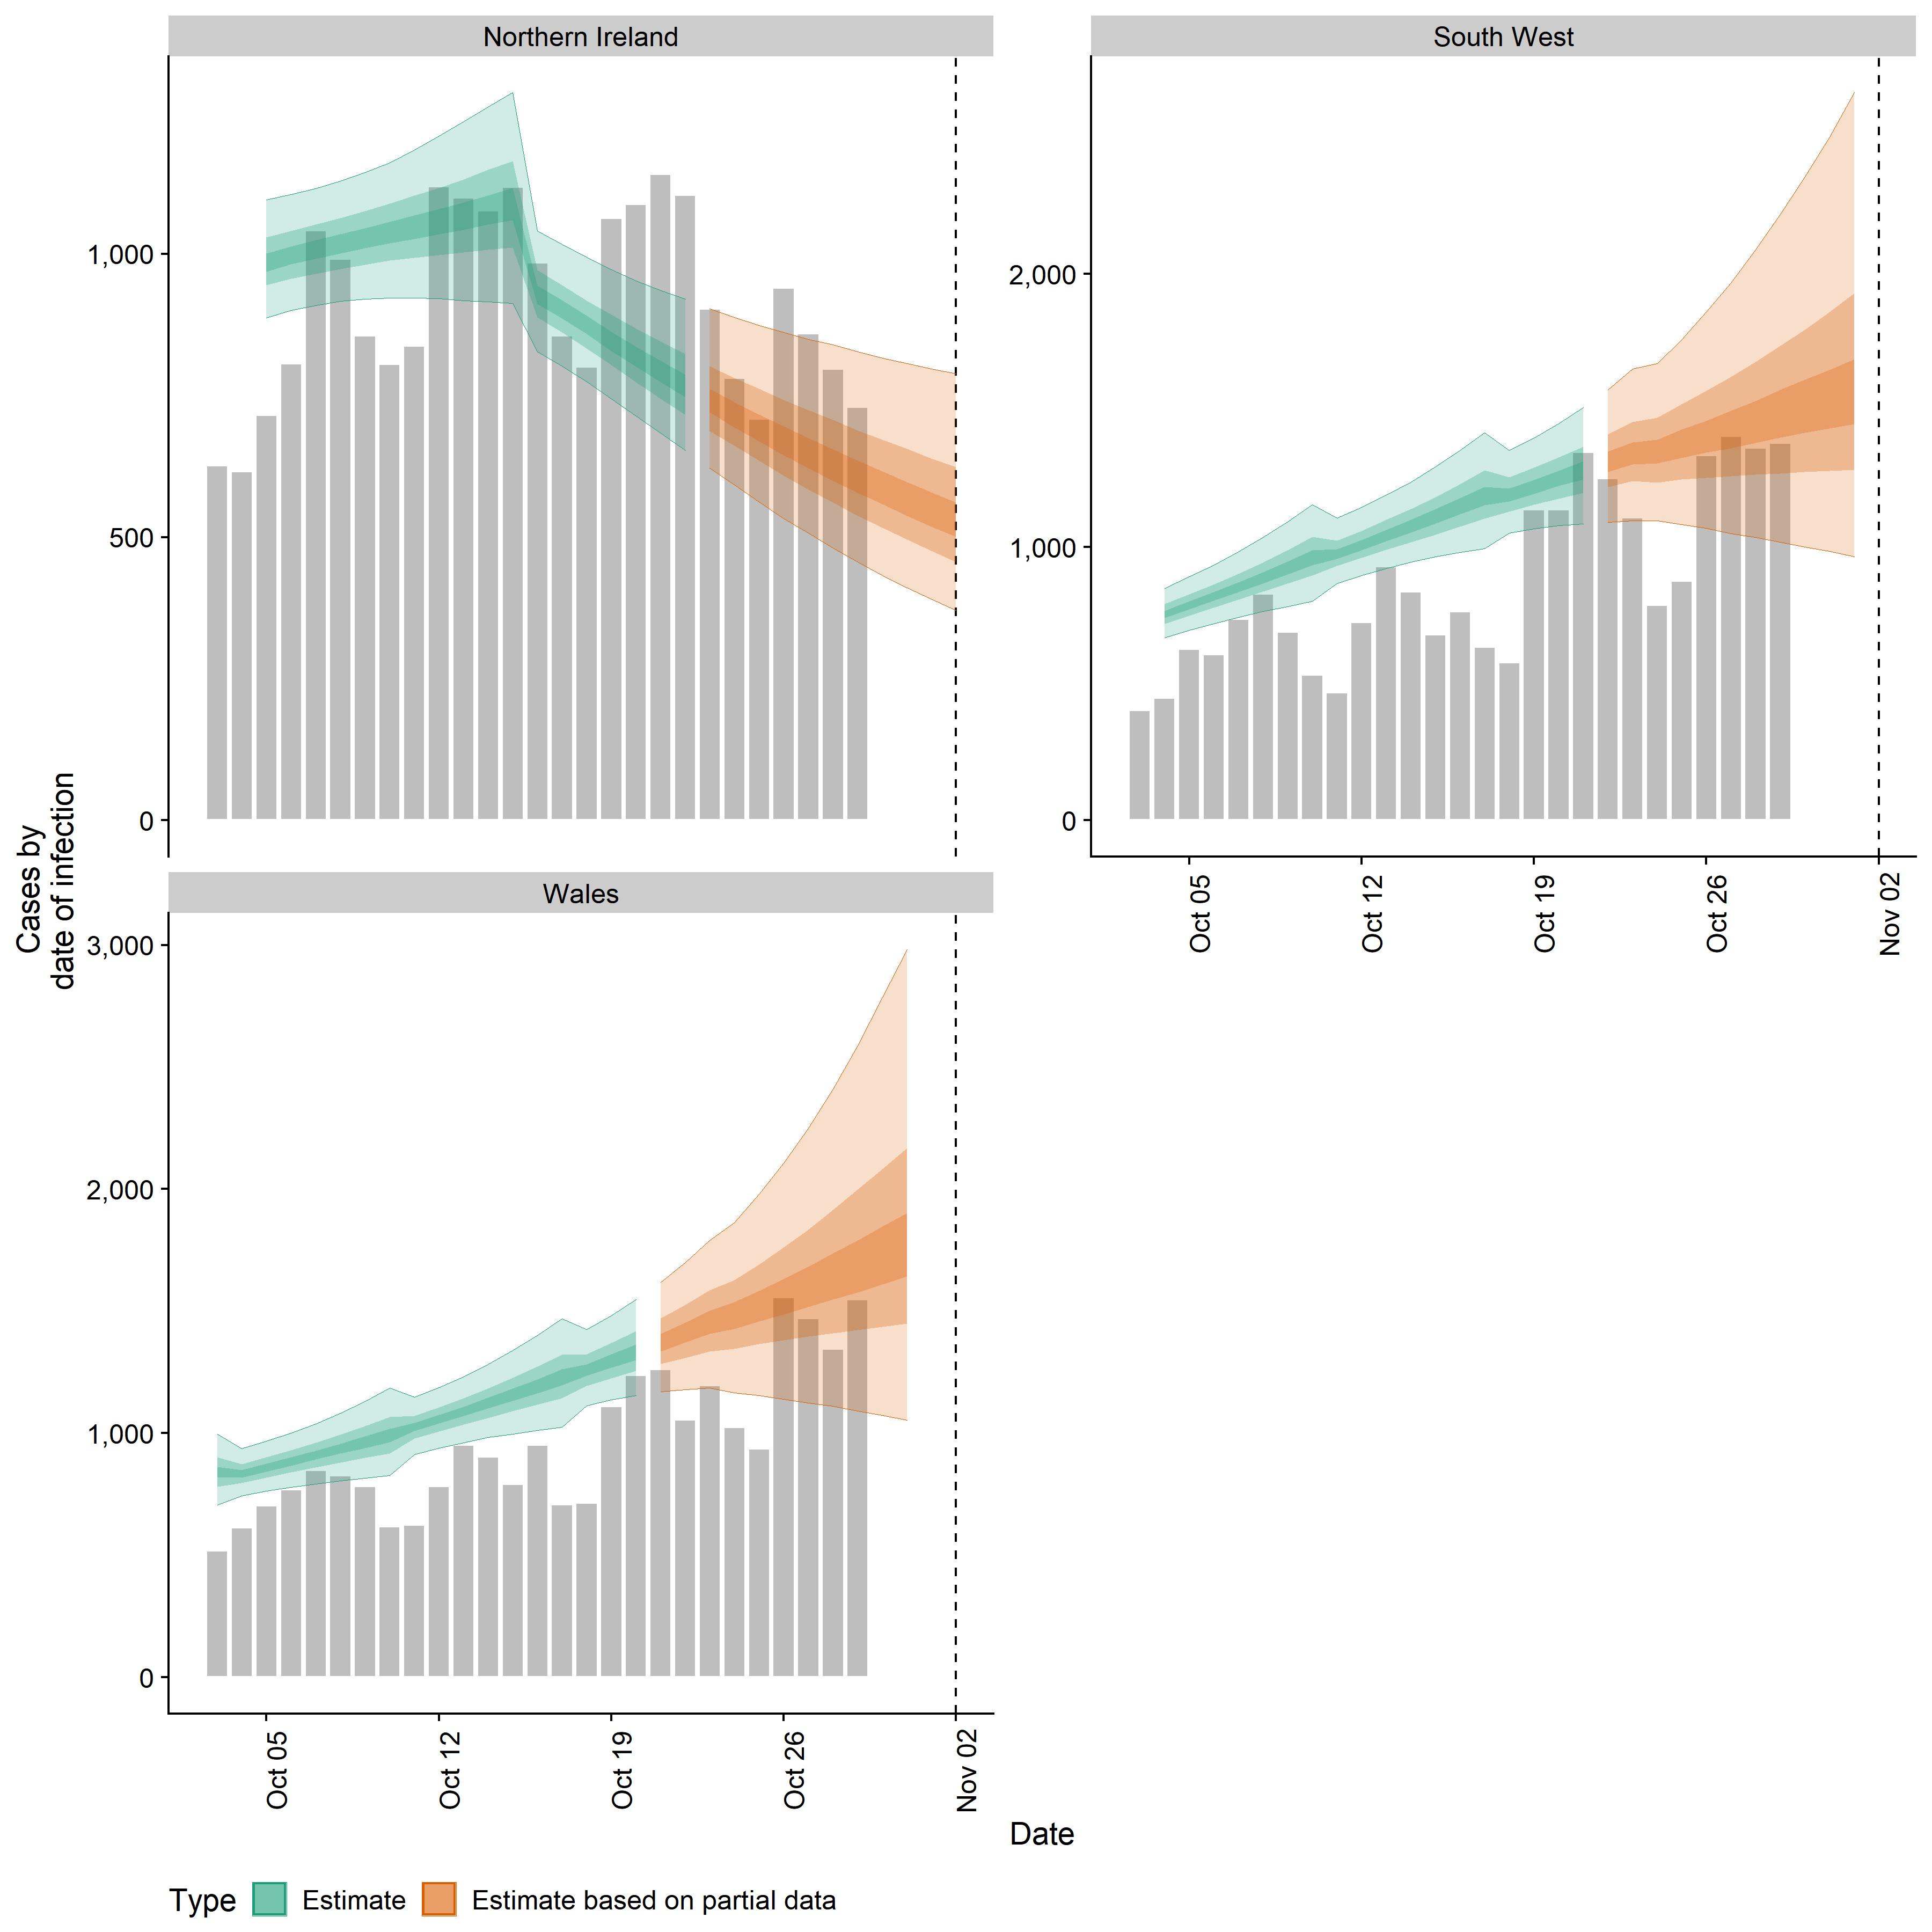 Northern Ireland
South West
1,000
500
0
2,000
1,000
0
Oct 05
Oct 12
Oct 19
Oct 26
Nov 02
Cases by
date of infection
Wales
3,000
2,000
1,000
0
Oct 05
Oct 12
Oct 19
Oct 26
Nov 02
Date
Type Estimate Estimate based on partial data